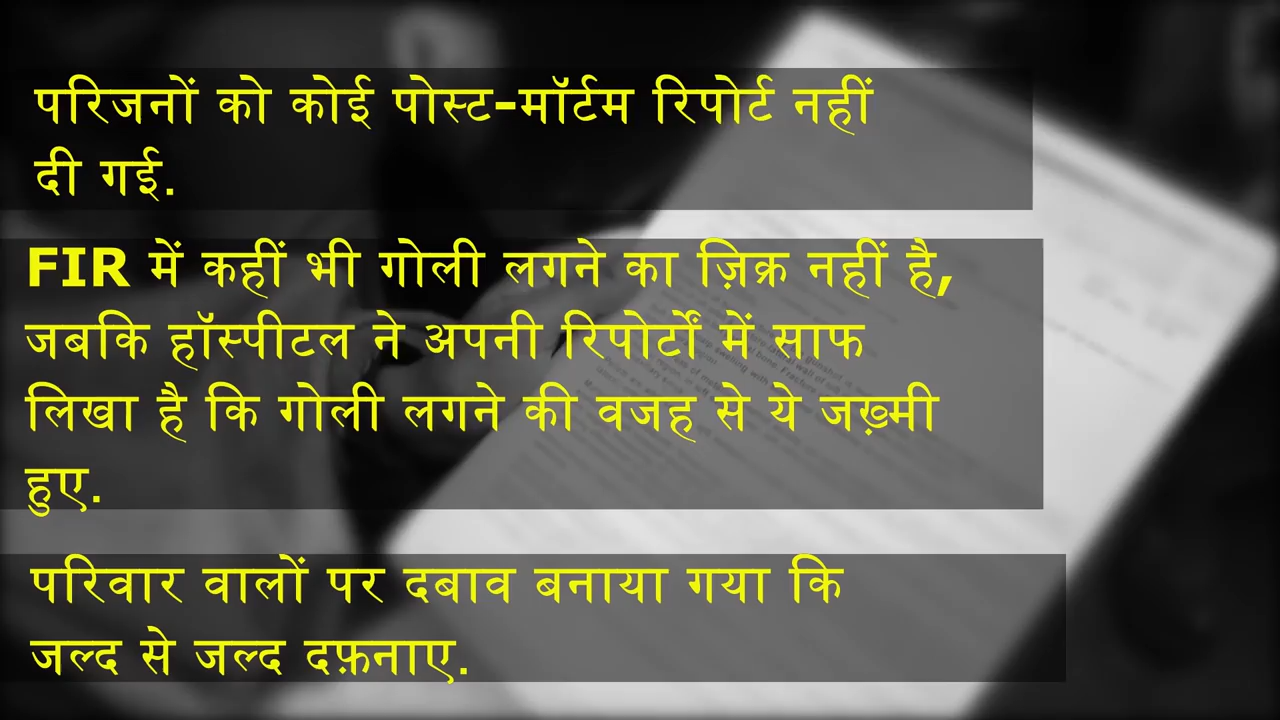 परिजनों को कोई पोस्ट-मॉर्टम रिपोर्ट नहीं
दी गई.
FIR में कहीं भी गोली लगने का ज़िक्र नहीं है,
जबकि हॉस्पीटल ने अपनी रिपोर्टों में साफ
लिखा है कि गोली लगने की वजह से ये जख़्मी
हुए.
परिवार वालों पर दबाव बनाया गया कि
जल्द से जल्द दफ़नाए.